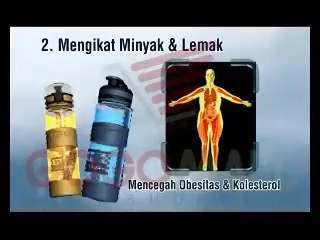 2. Mengikat Minyak & Lemak
Mencegah Obesitas & Kolesterol